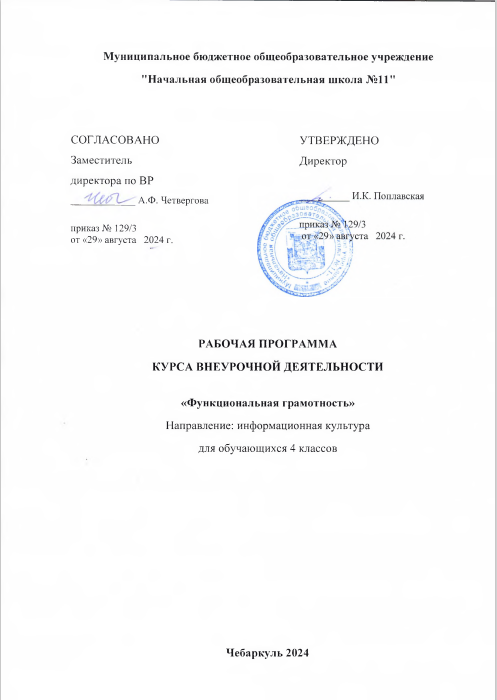 Муниципальное бюджетное общеобразовательное учреждение
"Начальная общеобразовательная школа №11"
СОГЛАСОВАНО
Заместитель
директора по ВР
____________ А.Ф. Четвергова
приказ № 129/3
от «29» августа 2024 г.
УТВЕРЖДЕНО
Директор
__________ И.К. Поплавская
приказ № 129/3
от «29» августа 2024 г.
РАБОЧАЯ ПРОГРАММА
КУРСА ВНЕУРОЧНОЙ ДЕЯТЕЛЬНОСТИ
«Функциональная грамотность»
Направление: информационная культура
для обучающихся 4 классов
Чебаркуль 2024